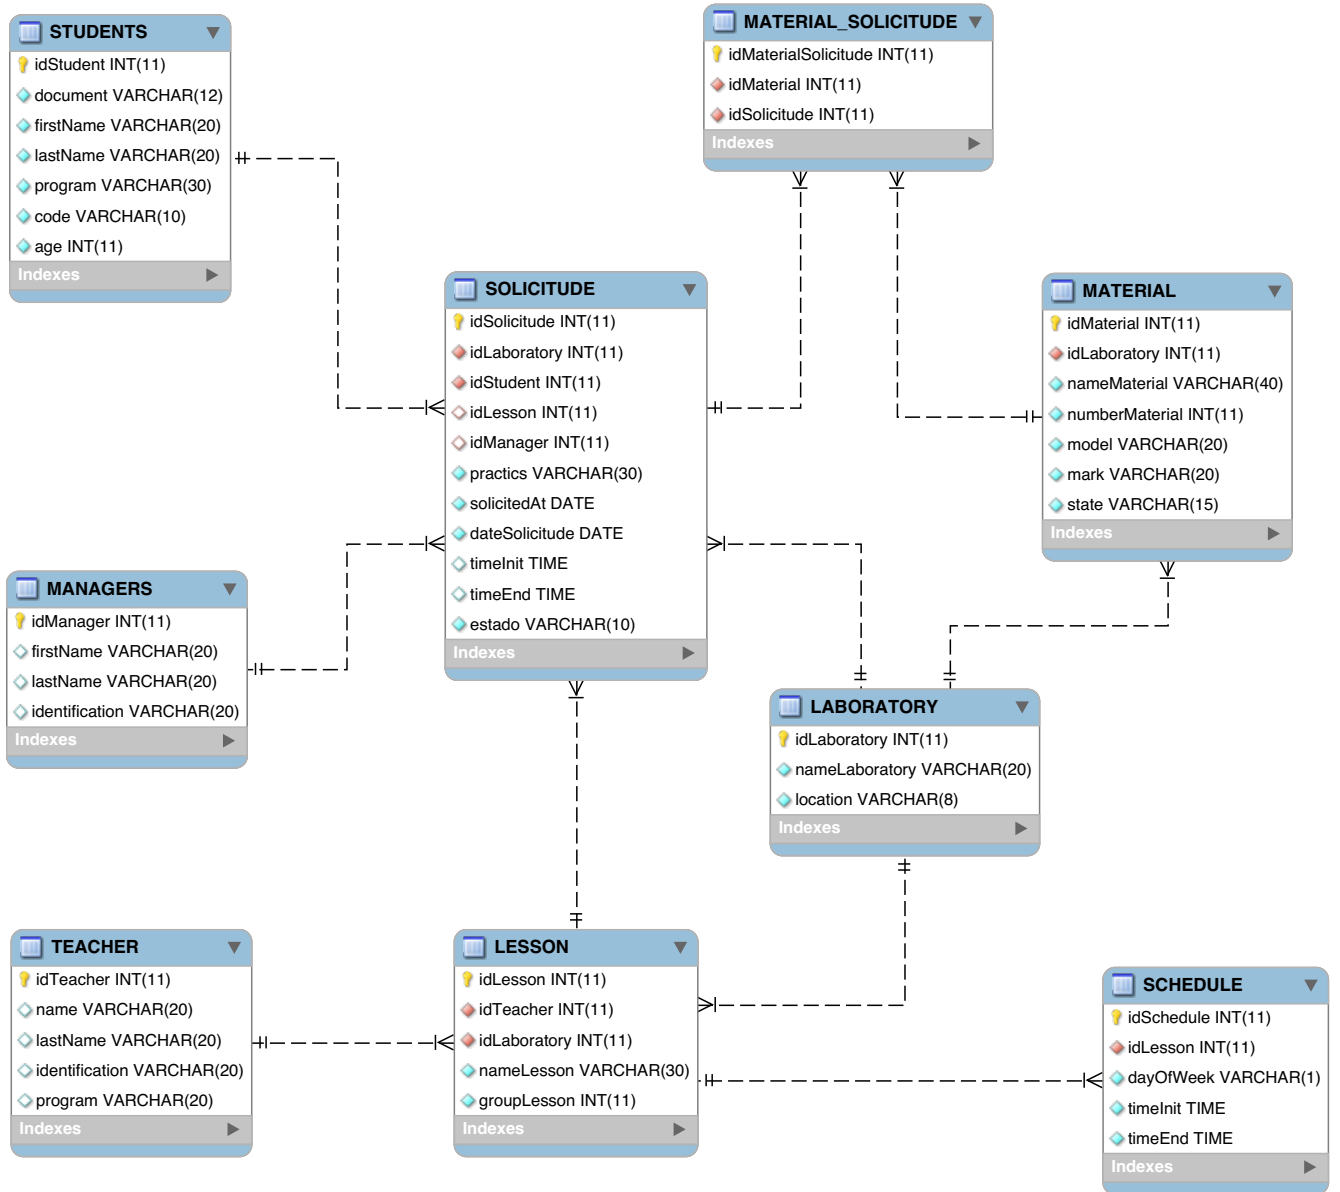 STUDENTS
idStudent INT(11)
document VARCHAR(12)
firstName VARCHAR(20)
lastName VARCHAR(20)
program VARCHAR(30)
code VARCHAR(10)
age INT(11)
Indexes
MATERIAL_SOLICITUDE
idMaterialSolicitude INT(11)
idMaterial INT(11)
idSolicitude INT(11)
Indexes
SOLICITUDE
idSolicitude INT(11)
idLaboratory INT(11)
idStudent INT(11)
idLesson INT(11)
idManager INT(11)
practics VARCHAR(30)
solicitedAt DATE
dateSolicitude DATE
timeInit TIME
timeEnd TIME
estado VARCHAR(10)
Indexes
MATERIAL
idMaterial INT(11)
idLaboratory INT(11)
nameMaterial VARCHAR(40)
numberMaterial INT(11)
model VARCHAR(20)
mark VARCHAR(20)
state VARCHAR(15)
Indexes
MANAGERS
idManager INT(11)
firstName VARCHAR(20)
lastName VARCHAR(20)
identification VARCHAR(20)
Indexes
LABORATORY
idLaboratory INT(11)
nameLaboratory VARCHAR(20)
location VARCHAR(8)
Indexes
TEACHER
idTeacher INT(11)
name VARCHAR(20)
lastName VARCHAR(20)
identification VARCHAR(20)
program VARCHAR(20)
Indexes
LESSON
idLesson INT(11)
idTeacher INT(11)
idLaboratory INT(11)
nameLesson VARCHAR(30)
groupLesson INT(11)
Indexes
SCHEDULE
idSchedule INT(11)
idLesson INT(11)
dayOfWeek VARCHAR(1)
timeInit TIME
timeEnd TIME
Indexes